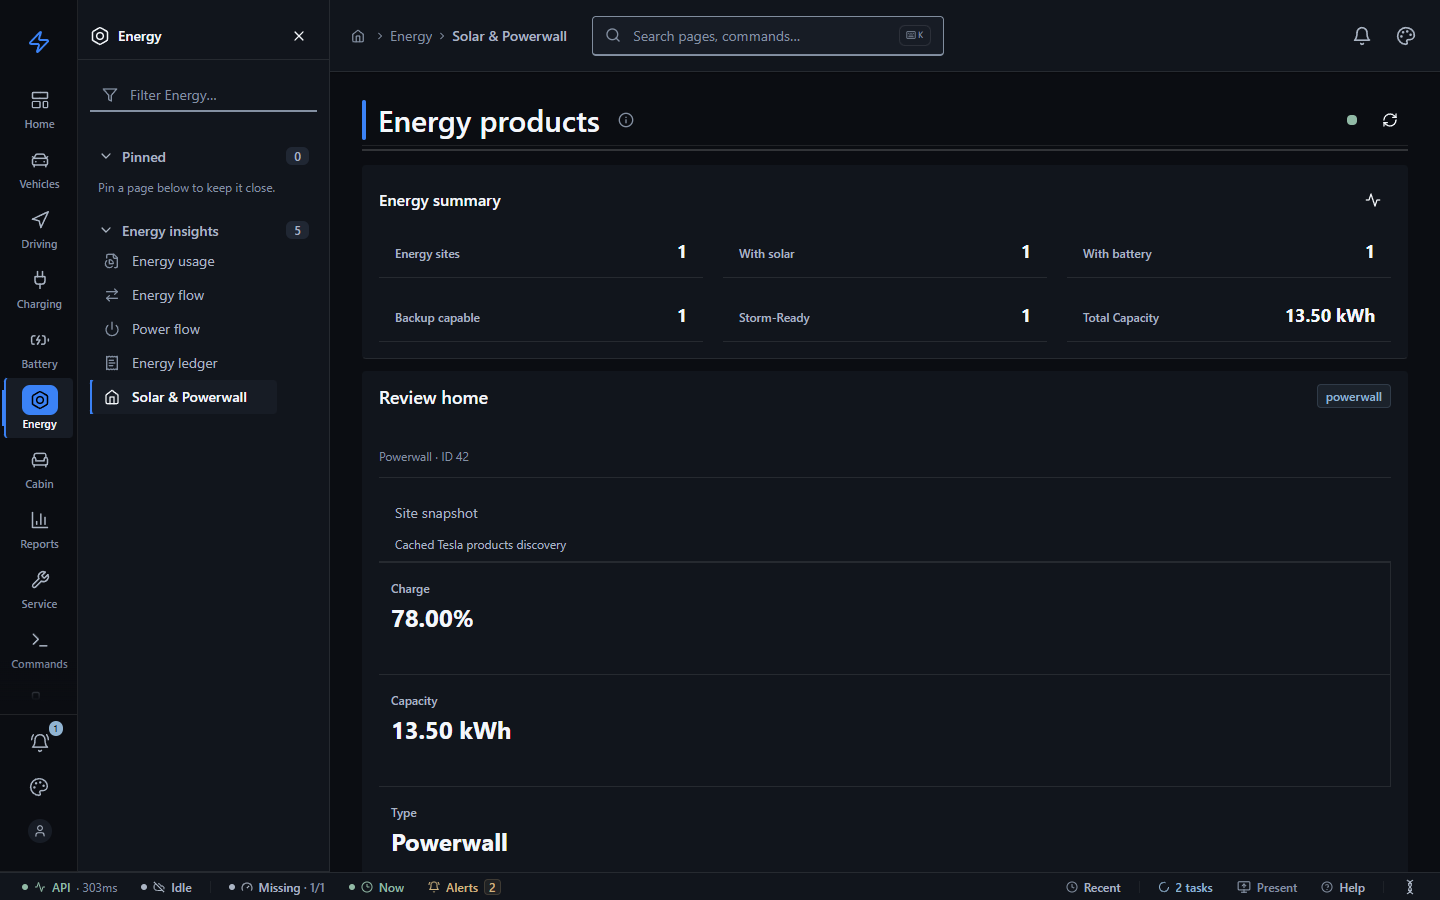 Home
Vehicles
Driving
Charging
Battery
Energy
Cabin
Reports
Service
Commands
1
Energy
Filter Energy...
Pinned 0
Pin a page below to keep it close.
Energy insights 5
Energy usage
Energy flow
Power flow
Energy ledger
Solar & Powerwall
Energy › Solar & Powerwall
Search pages, commands... K
Energy products
Energy summary
Energy sites 1
With solar 1
With battery 1
Backup capable 1
Storm-Ready 1
Total Capacity 13.50 kWh
Review home powerwall
Powerwall · ID 42
Site snapshot
Cached Tesla products discovery
Charge
78.00%
Capacity
13.50 kWh
Type
Powerwall
API · 303ms Idle Missing · 1/1 Now Alerts 2 Recent 2 tasks Present Help